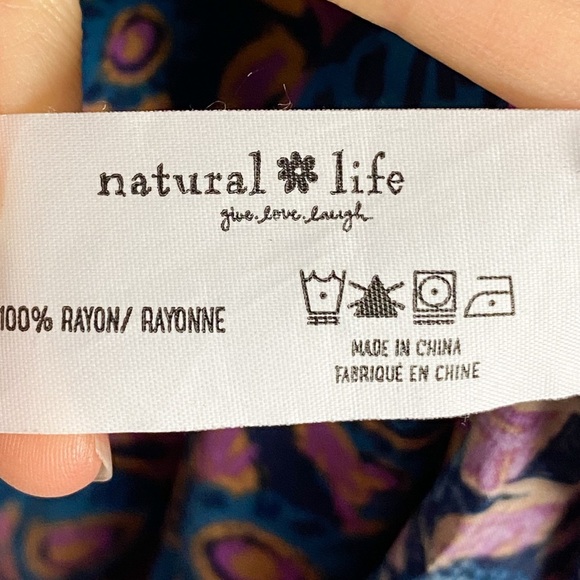 natural life
give.love.laugh
100% RAYON/ RAYONNE
MADE IN CHINA
FABRIQUÉ EN CHINE